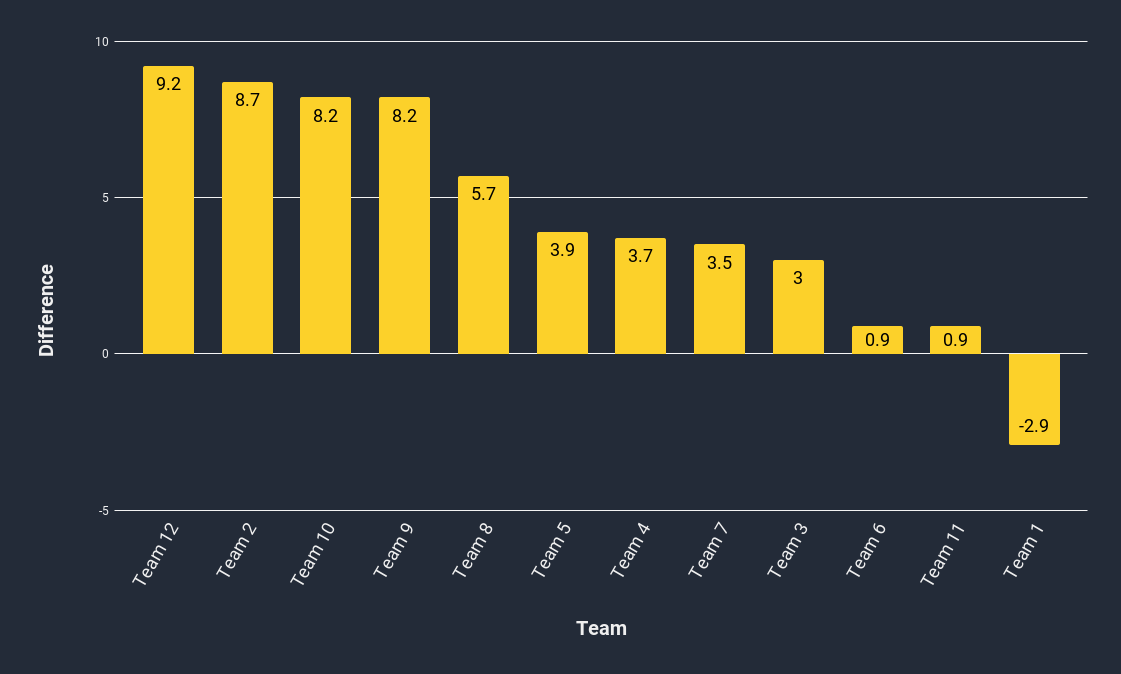 10
9.2
8.7
8.2
8.2
5.7
5
3.9
3.7
3.5
3
0.9
0.9
0
-2.9
-5
Difference
Team 12
Team 2
Team 10
Team 9
Team 8
Team 5
Team 4
Team 7
Team 3
Team 6
Team 11
Team 1
Team